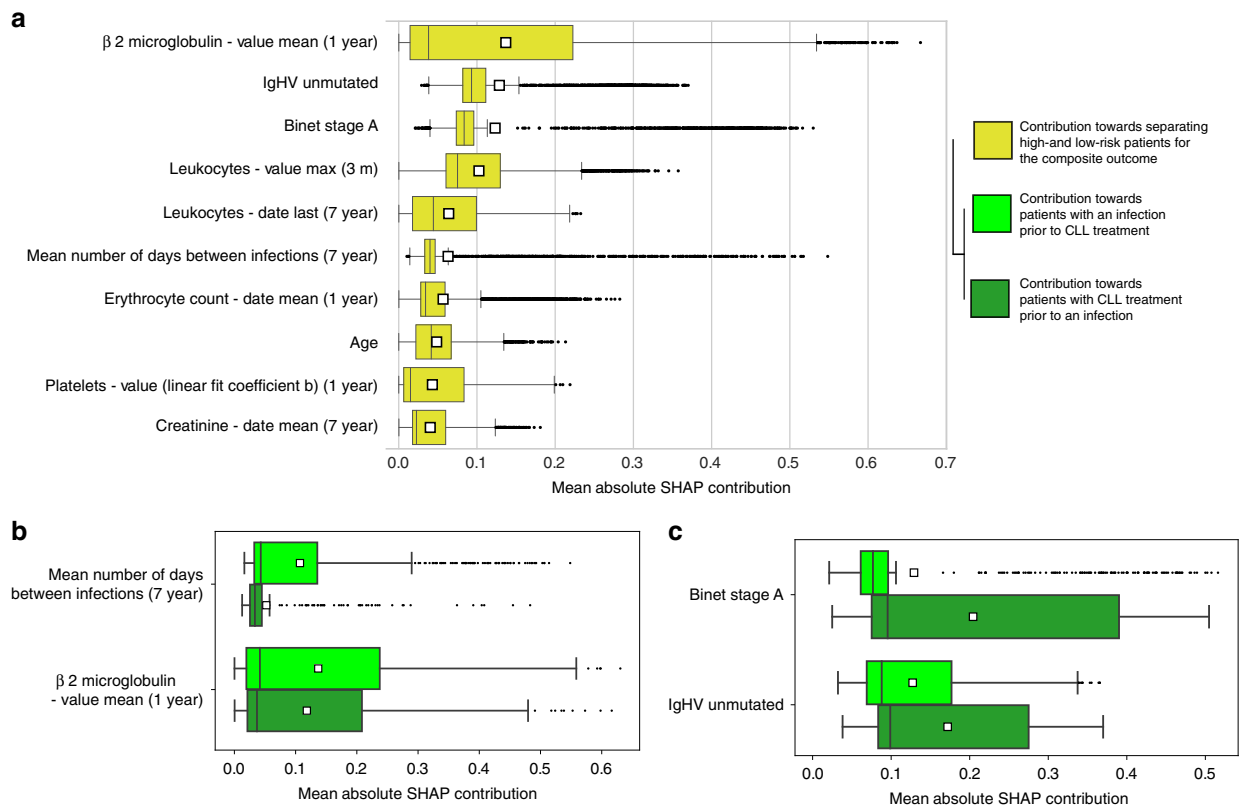 a
β 2 microglobulin - value mean (1 year)
IgHV unmutated
Binet stage A
Leukocytes - value max (3 m)
Leukocytes - date last (7 year)
Mean number of days between infections (7 year)
Erythrocyte count - date mean (1 year)
Age
Platelets - value (linear fit coefficient b) (1 year)
Creatinine - date mean (7 year)
0.0 0.1 0.2 0.3 0.4 0.5 0.6 0.7
Mean absolute SHAP contribution
Contribution towards separating
high-and low-risk patients for
the composite outcome
Contribution towards
patients with an infection
prior to CLL treatment
Contribution towards
patients with CLL treatment
prior to an infection
b
Mean number of days
between infections (7 year)
β 2 microglobulin
- value mean (1 year)
0.0 0.1 0.2 0.3 0.4 0.5 0.6
Mean absolute SHAP contribution
c
Binet stage A
IgHV unmutated
0.0 0.1 0.2 0.3 0.4 0.5
Mean absolute SHAP contribution